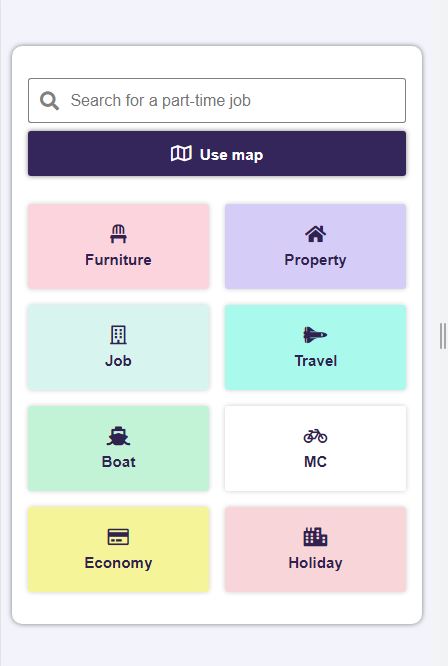 Search for a part-time job
Use map
Furniture
Property
Job
Travel
Boat
MC
Economy
Holiday